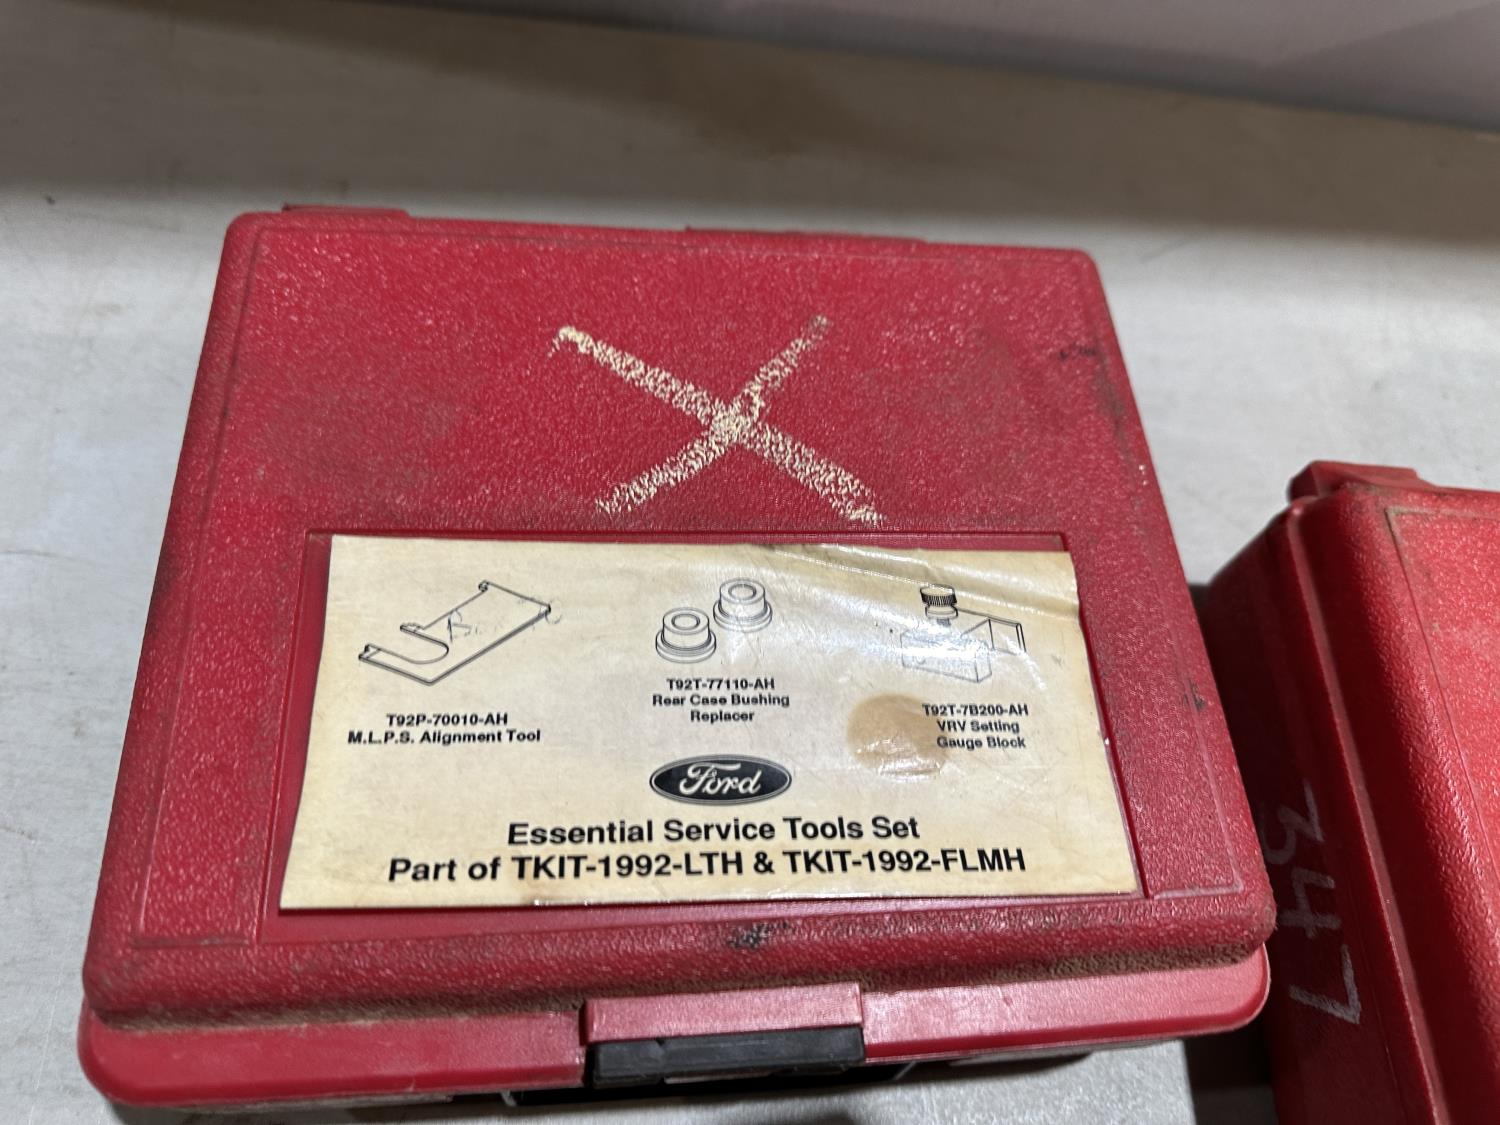 T92P-70010-AH
M.L.P.S. Alignment Tool
T92T-77110-AH
Rear Case Bushing
Replacer
T92T-7B200-AH
VRV Setting
Gauge Block
Ford
Essential Service Tools Set
Part of TKIT-1992-LTH & TKIT-1992-FLMH
347